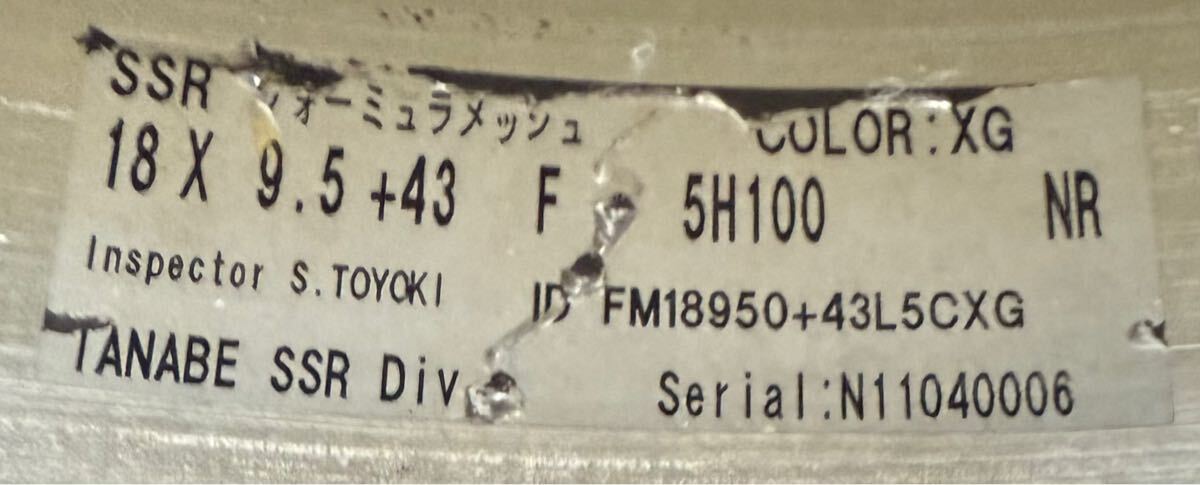 SSR フォーミュラメッシュ COLOR:XG
18 X 9.5 +43 F 5H100 NR
Inspector S.TOYOKI ID FM18950+43L5CXG
TANABE SSR Div. Serial:N11040006